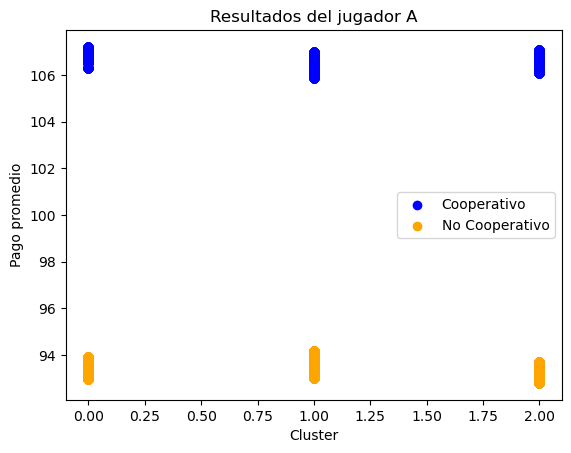 Resultados del jugador A
106
104
102
100
98
96
94
Pago promedio
Cooperativo
No Cooperativo
0.00 0.25 0.50 0.75 1.00 1.25 1.50 1.75 2.00
Cluster